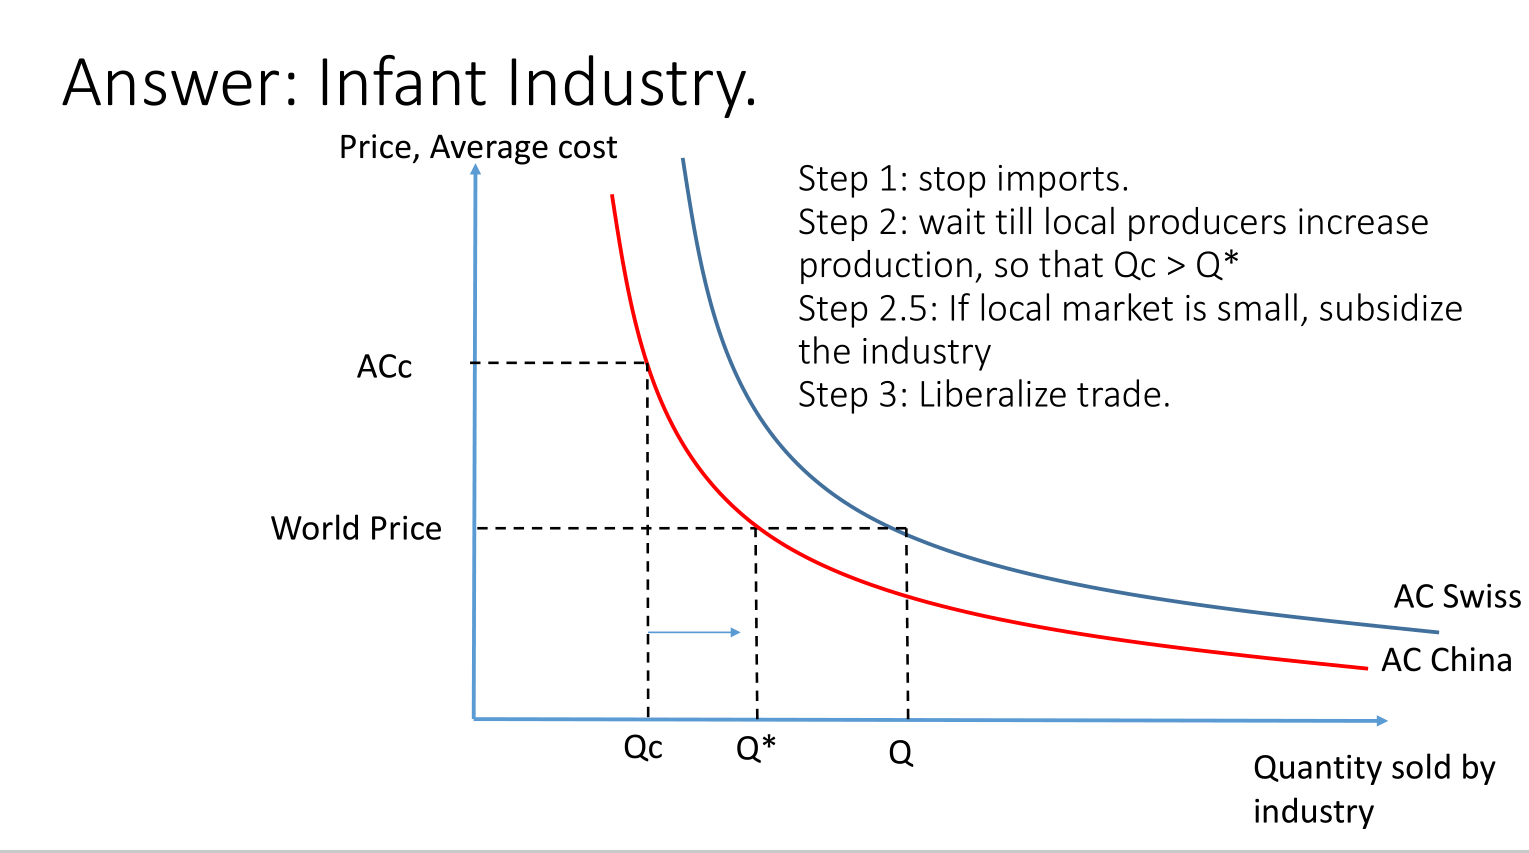 Answer: Infant Industry.
Price, Average cost
Step 1: stop imports.
Step 2: wait till local producers increase
production, so that Qc > Q*
Step 2.5: If local market is small, subsidize
the industry
Step 3: Liberalize trade.
ACc
World Price
AC Swiss
AC China
Qc
Q*
Q
Quantity sold by
industry